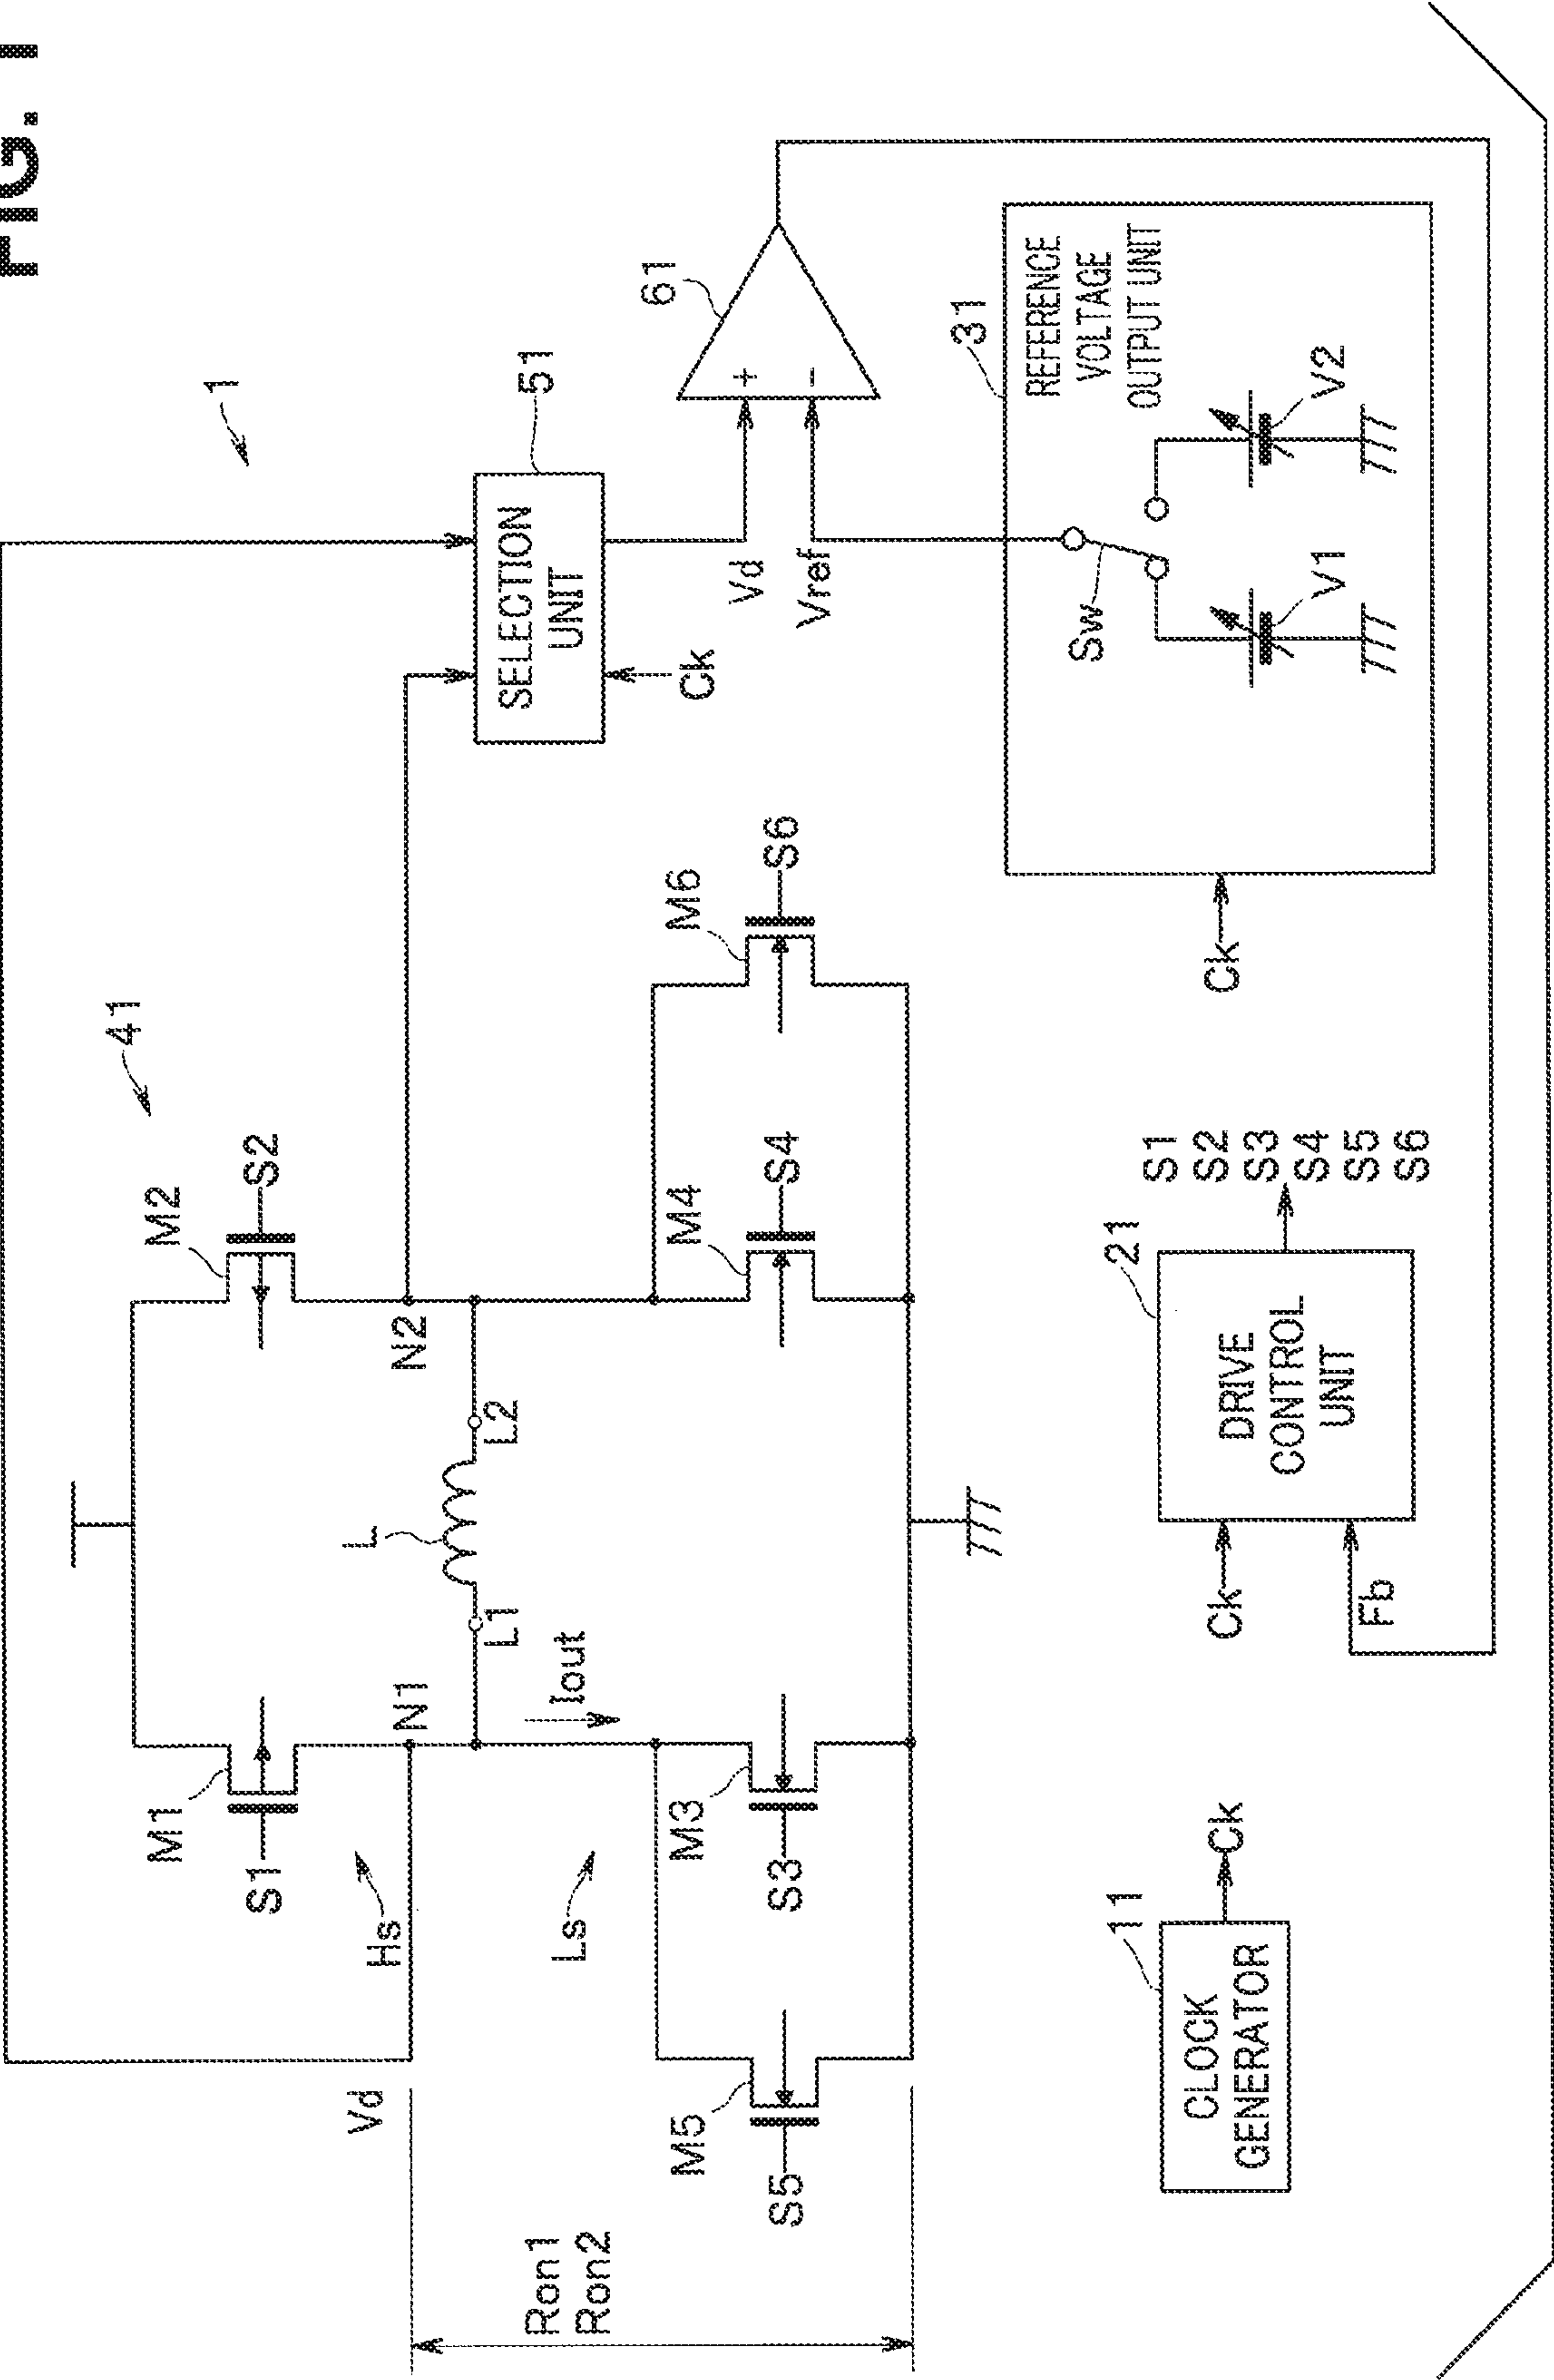 FIG. 1
1
41
M1
S1
M2
S2
Hs
N1
N2
L
L1
L2
Iout
Vd
Ls
Ron1
Ron2
M5
S5
M3
S3
M4
S4
M6
S6
51
SELECTION
UNIT
Ck
Vd
Vref
61
+
-
11
CLOCK
GENERATOR
Ck
21
DRIVE
CONTROL
UNIT
Ck
Fb
S1
S2
S3
S4
S5
S6
31
REFERENCE
VOLTAGE
OUTPUT UNIT
Ck
Sw
V1
V2